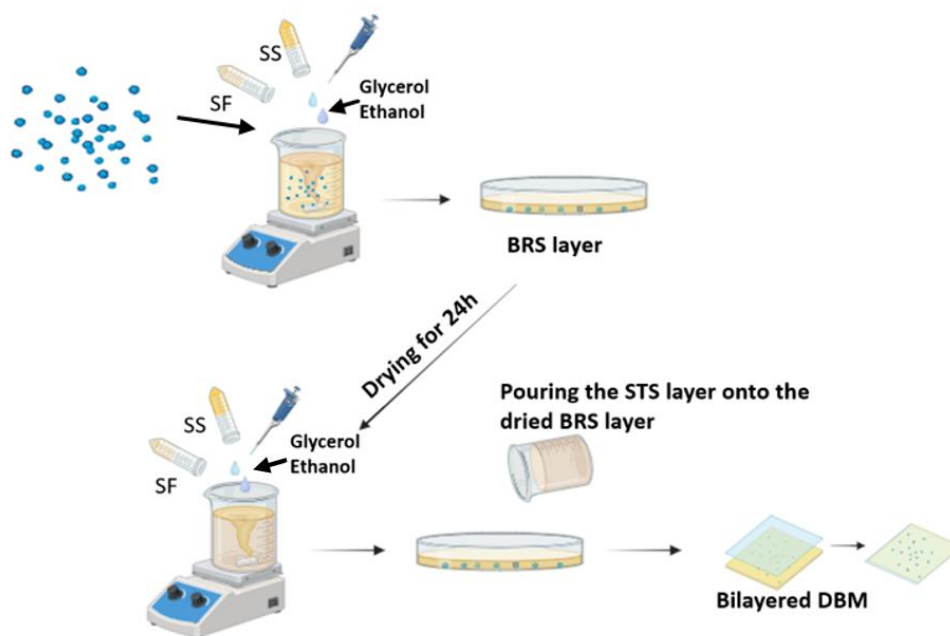 SS
SF
Glycerol
Ethanol
BRS layer
Drying for 24h
SS
SF
Glycerol
Ethanol
Pouring the STS layer onto the
dried BRS layer
Bilayered DBM